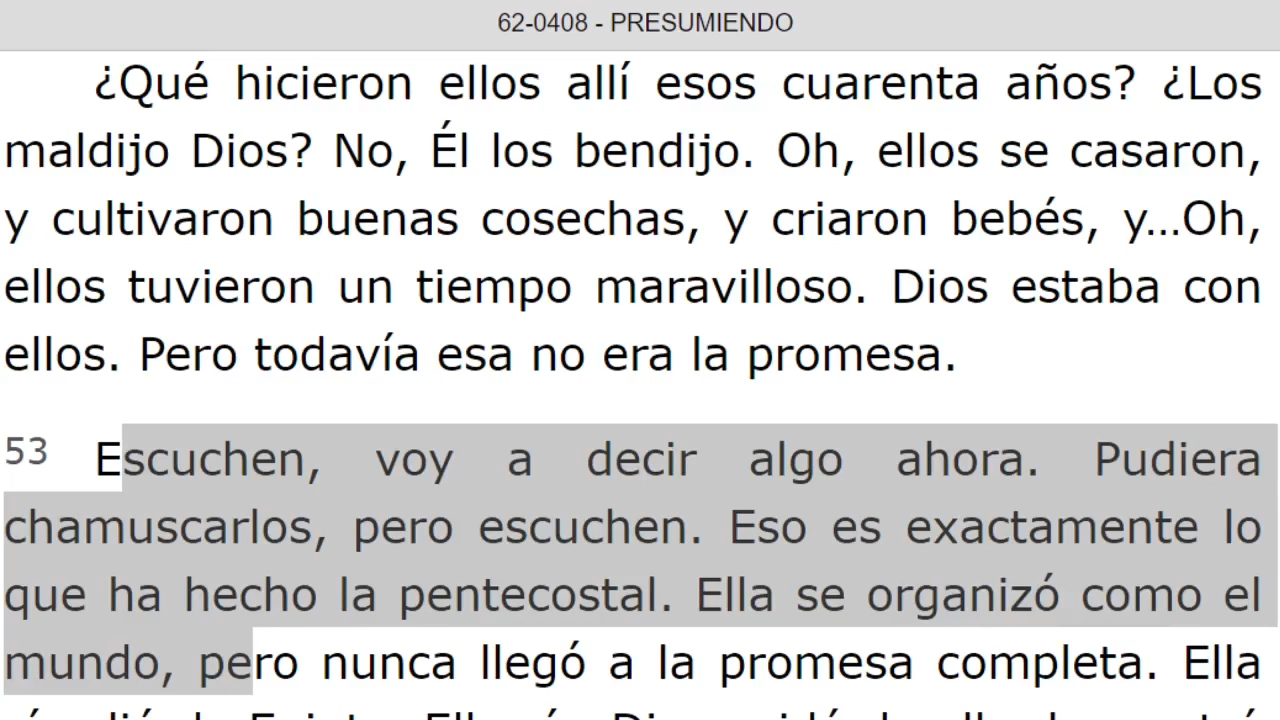 62-0408 - PRESUMIENDO
¿Qué hicieron ellos allí esos cuarenta años? ¿Los
maldijo Dios? No, Él los bendijo. Oh, ellos se casaron,
y cultivaron buenas cosechas, y criaron bebés, y…Oh,
ellos tuvieron un tiempo maravilloso. Dios estaba con
ellos. Pero todavía esa no era la promesa.
53 Escuchen, voy a decir algo ahora. Pudiera
chamuscarlos, pero escuchen. Eso es exactamente lo
que ha hecho la pentecostal. Ella se organizó como el
mundo, pero nunca llegó a la promesa completa. Ella